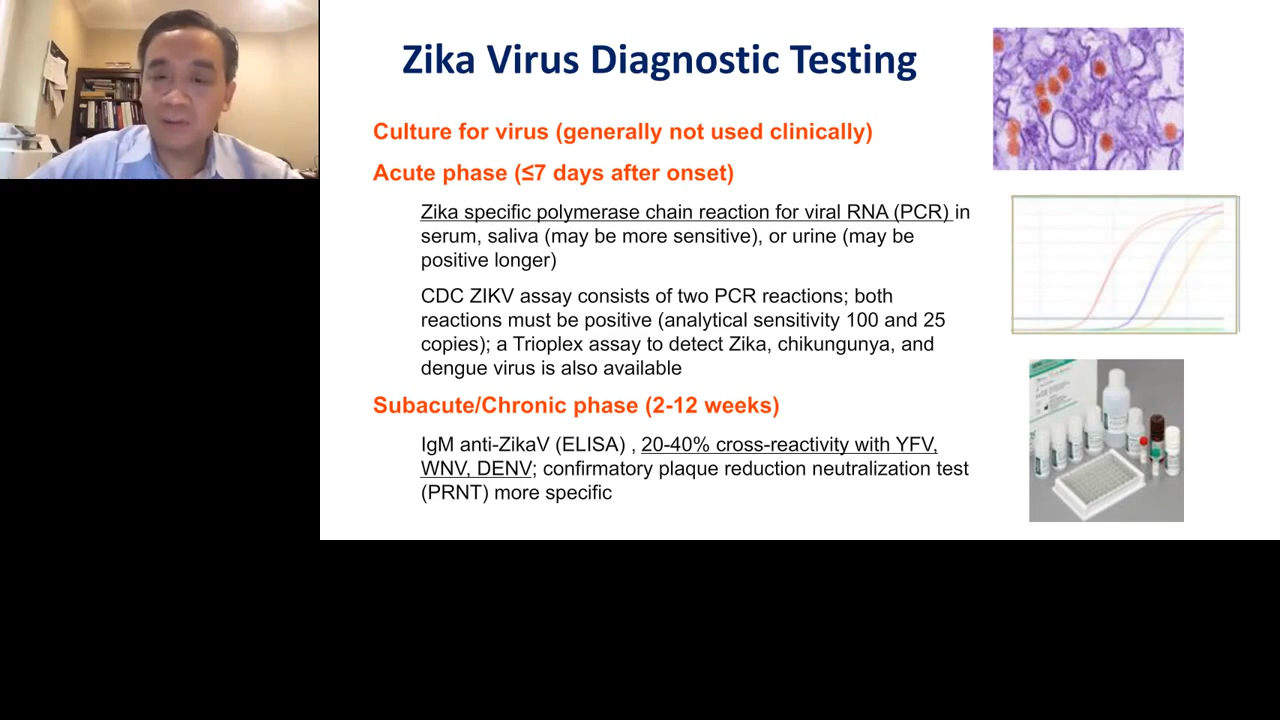 Zika Virus Diagnostic Testing
Culture for virus (generally not used clinically)
Acute phase (≤7 days after onset)
Zika specific polymerase chain reaction for viral RNA (PCR) in
serum, saliva (may be more sensitive), or urine (may be
positive longer)
CDC ZIKV assay consists of two PCR reactions; both
reactions must be positive (analytical sensitivity 100 and 25
copies); a Trioplex assay to detect Zika, chikungunya, and
dengue virus is also available
Subacute/Chronic phase (2-12 weeks)
IgM anti-ZikaV (ELISA) , 20-40% cross-reactivity with YFV,
WNV, DENV; confirmatory plaque reduction neutralization test
(PRNT) more specific